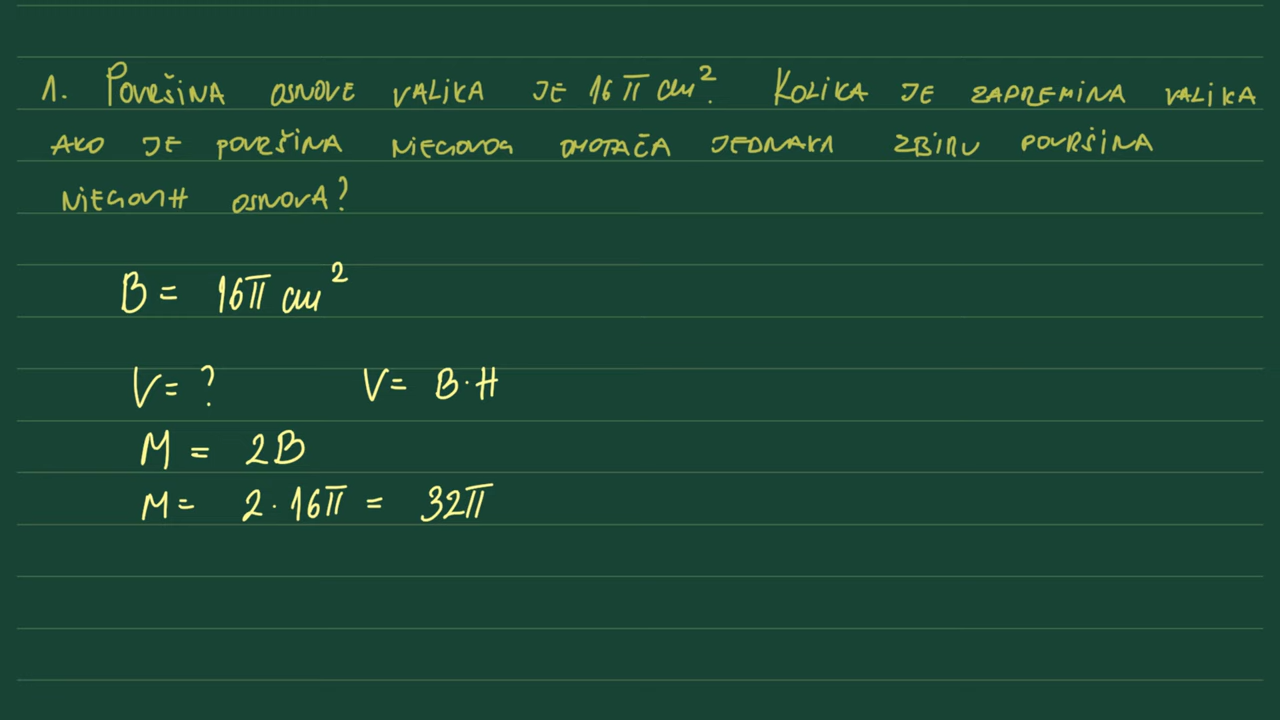 1. Površina osnove valjka je 16π cm². Kolika je zapremina valjka
ako je površina njegovog omotača jednaka zbiru površina
njegovih osnova?
B = 16π cm²
V = ? V = B·H
M = 2B
M = 2·16π = 32π